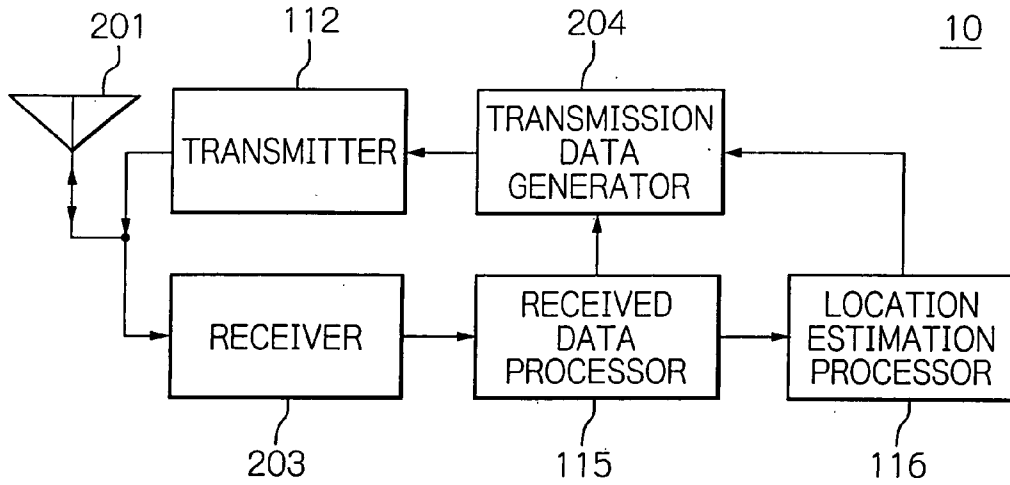 201
112
204
10
TRANSMITTER
TRANSMISSION
DATA
GENERATOR
RECEIVER
RECEIVED
DATA
PROCESSOR
LOCATION
ESTIMATION
PROCESSOR
203
115
116